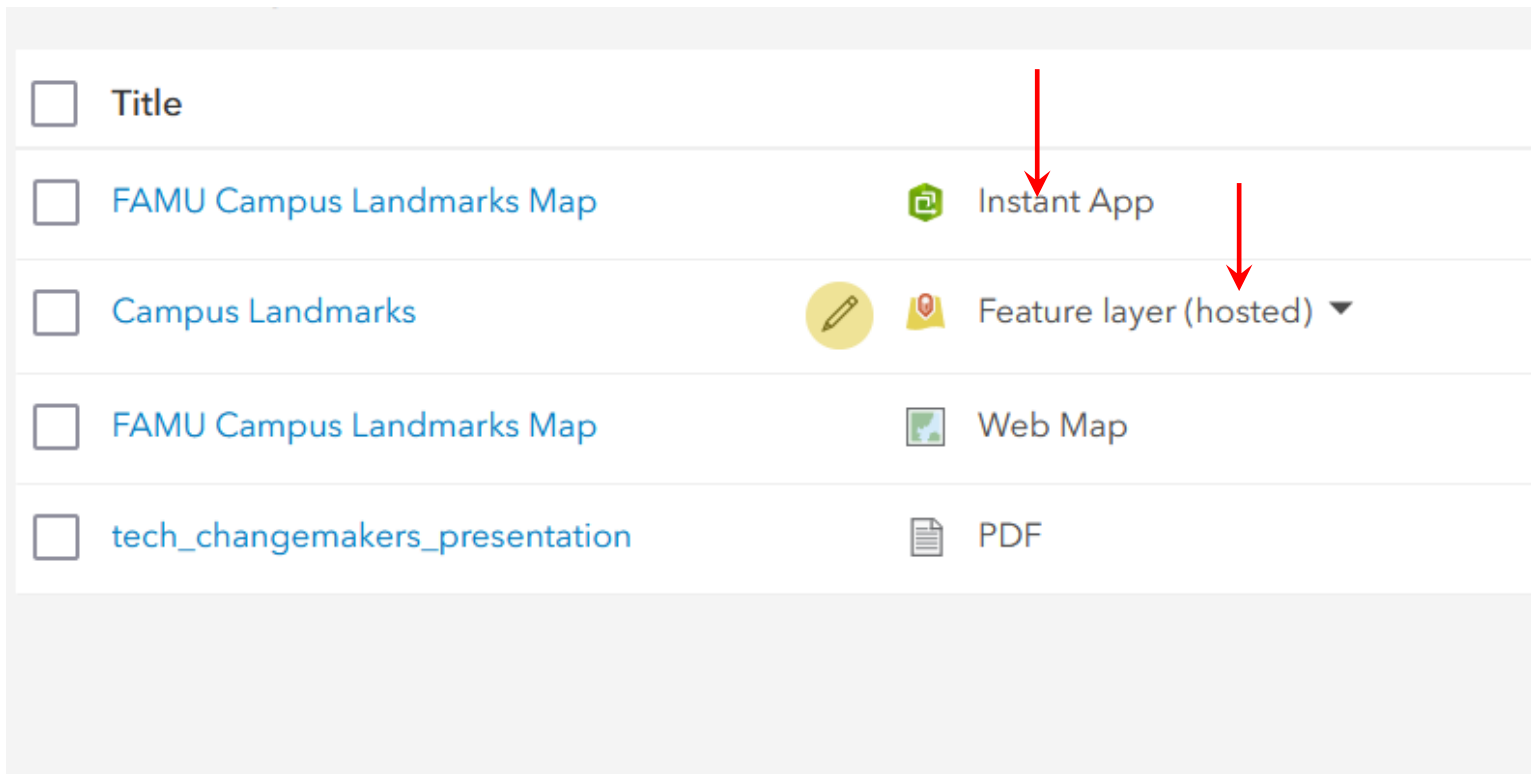 Title
FAMU Campus Landmarks Map Instant App
Campus Landmarks Feature layer (hosted)
FAMU Campus Landmarks Map Web Map
tech_changemakers_presentation PDF